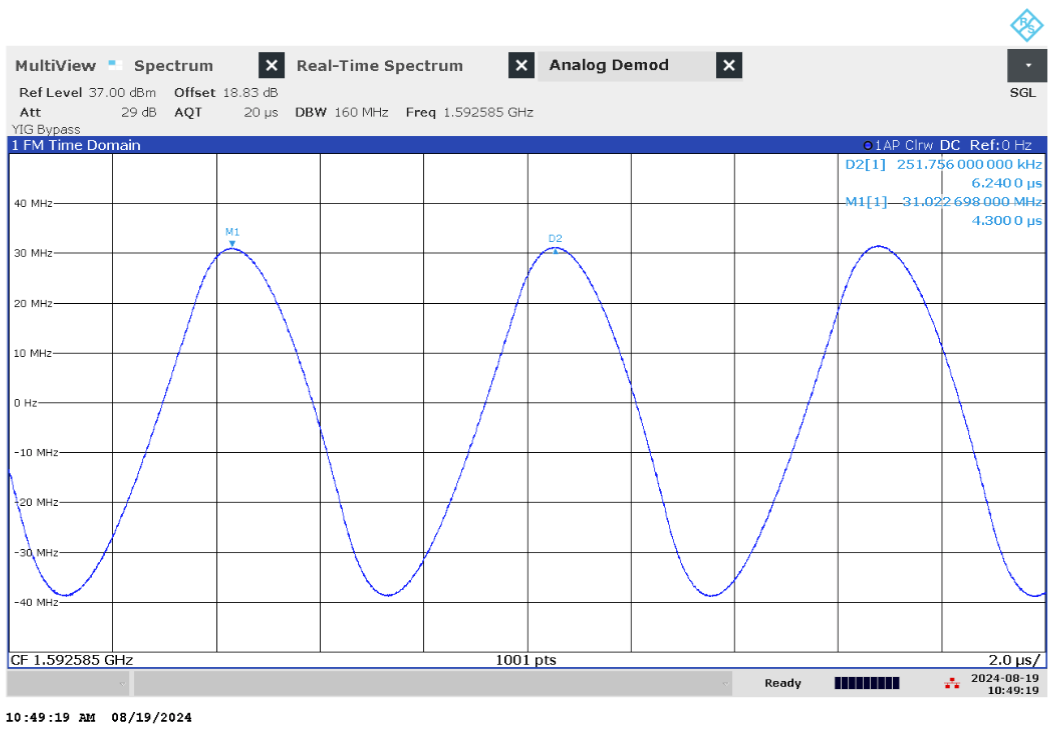 R&S
MultiView Spectrum X Real-Time Spectrum X Analog Demod X
Ref Level 37.00 dBm Offset 18.83 dB SGL
Att 29 dB AQT 20 µs DBW 160 MHz Freq 1.592585 GHz
YIG Bypass
1 FM Time Domain o1AP Clrw DC Ref:0 Hz
D2[1] 251.756 000 000 kHz
6.240 0 µs
40 MHz M1[1] 31.022 698 000 MHz
4.300 0 µs
M1 D2
30 MHz
20 MHz
10 MHz
0 Hz
-10 MHz
-20 MHz
-30 MHz
-40 MHz
CF 1.592585 GHz 1001 pts 2.0 µs/
Ready 2024-08-19
10:49:19
10:49:19 AM 08/19/2024